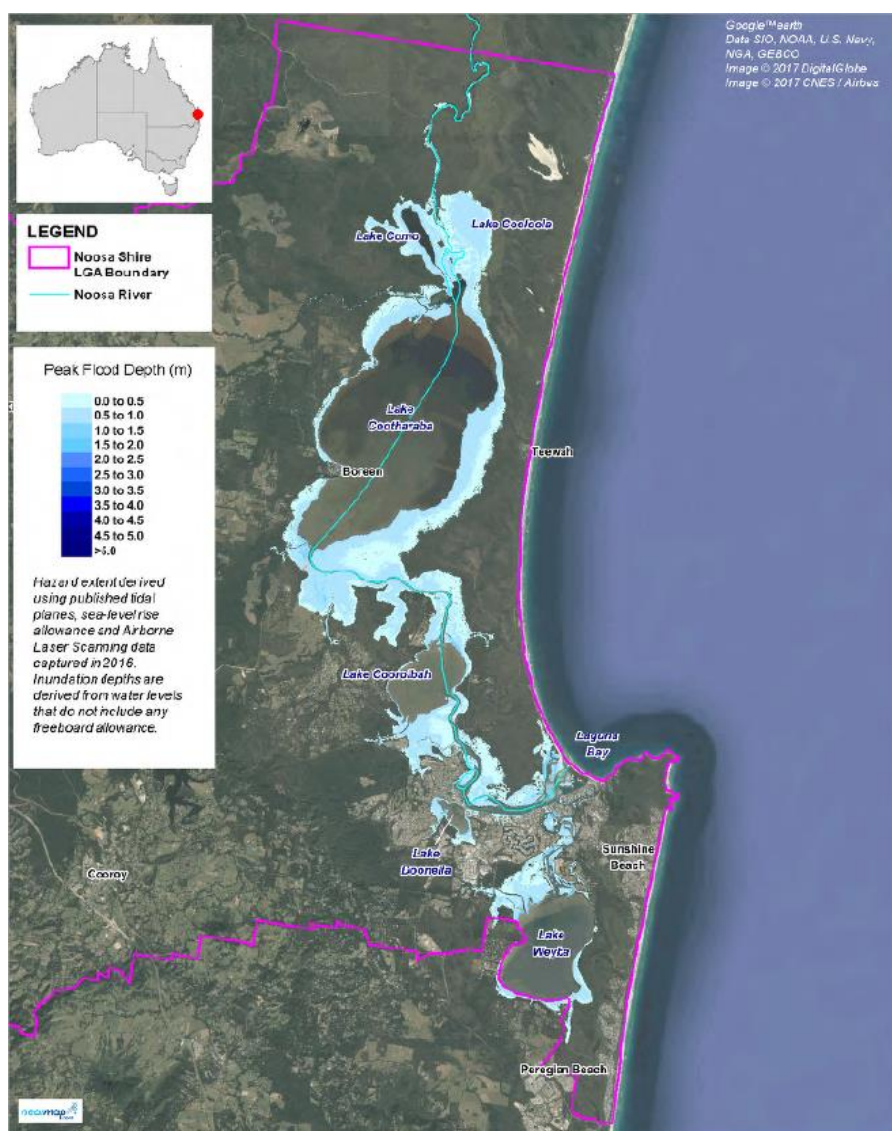 Google™earth
Data SIO, NOAA, U.S. Navy,
NGA, GEBCO
Image © 2017 DigitalGlobe
Image © 2017 CNES / Airbus
LEGEND
Noosa Shire
LGA Boundary
Noosa River
Peak Flood Depth (m)
0.0 to 0.5
0.5 to 1.0
1.0 to 1.5
1.5 to 2.0
2.0 to 2.5
2.5 to 3.0
3.0 to 3.5
3.5 to 4.0
4.0 to 4.5
4.5 to 5.0
>5.0
Hazard extent derived
using published tidal
planes, sea-level rise
allowance and Airborne
Laser Scanning data
captured in 2016.
Inundation depths are
derived from water levels
that do not include any
freeboard allowance.
Lake Como
Lake Cooloola
Lake
Cootharaba
Boreen
Teewah
Lake Cooroibah
Laguna
Bay
Lake
Doonella
Sunshine
Beach
Cooroy
Lake
Weyba
Peregian Beach